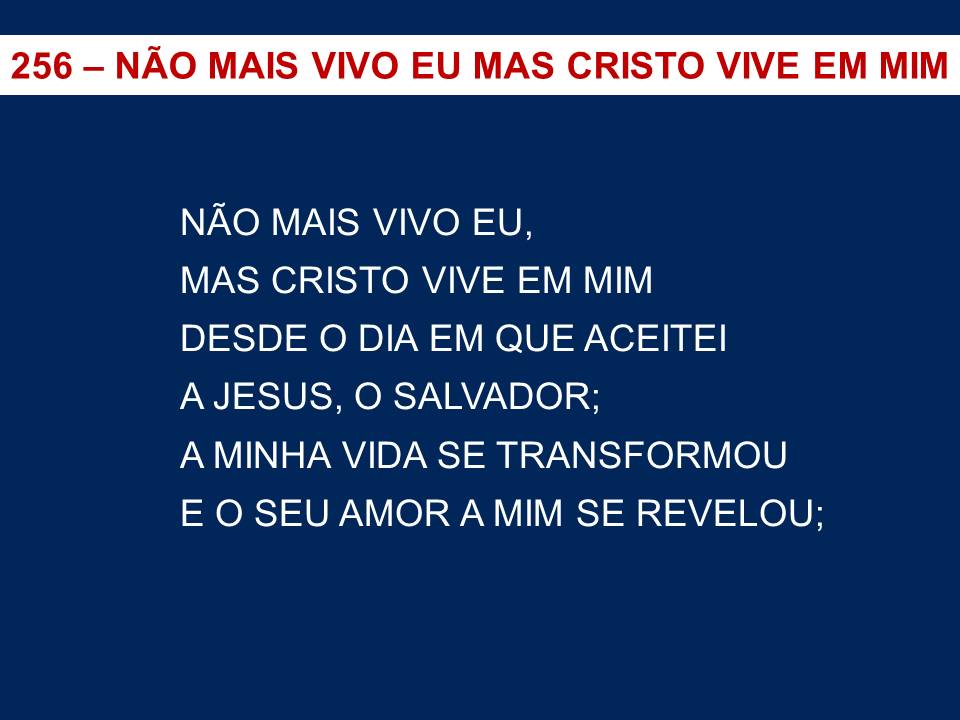 256 – NÃO MAIS VIVO EU MAS CRISTO VIVE EM MIM
NÃO MAIS VIVO EU,
MAS CRISTO VIVE EM MIM
DESDE O DIA EM QUE ACEITEI
A JESUS, O SALVADOR;
A MINHA VIDA SE TRANSFORMOU
E O SEU AMOR A MIM SE REVELOU;